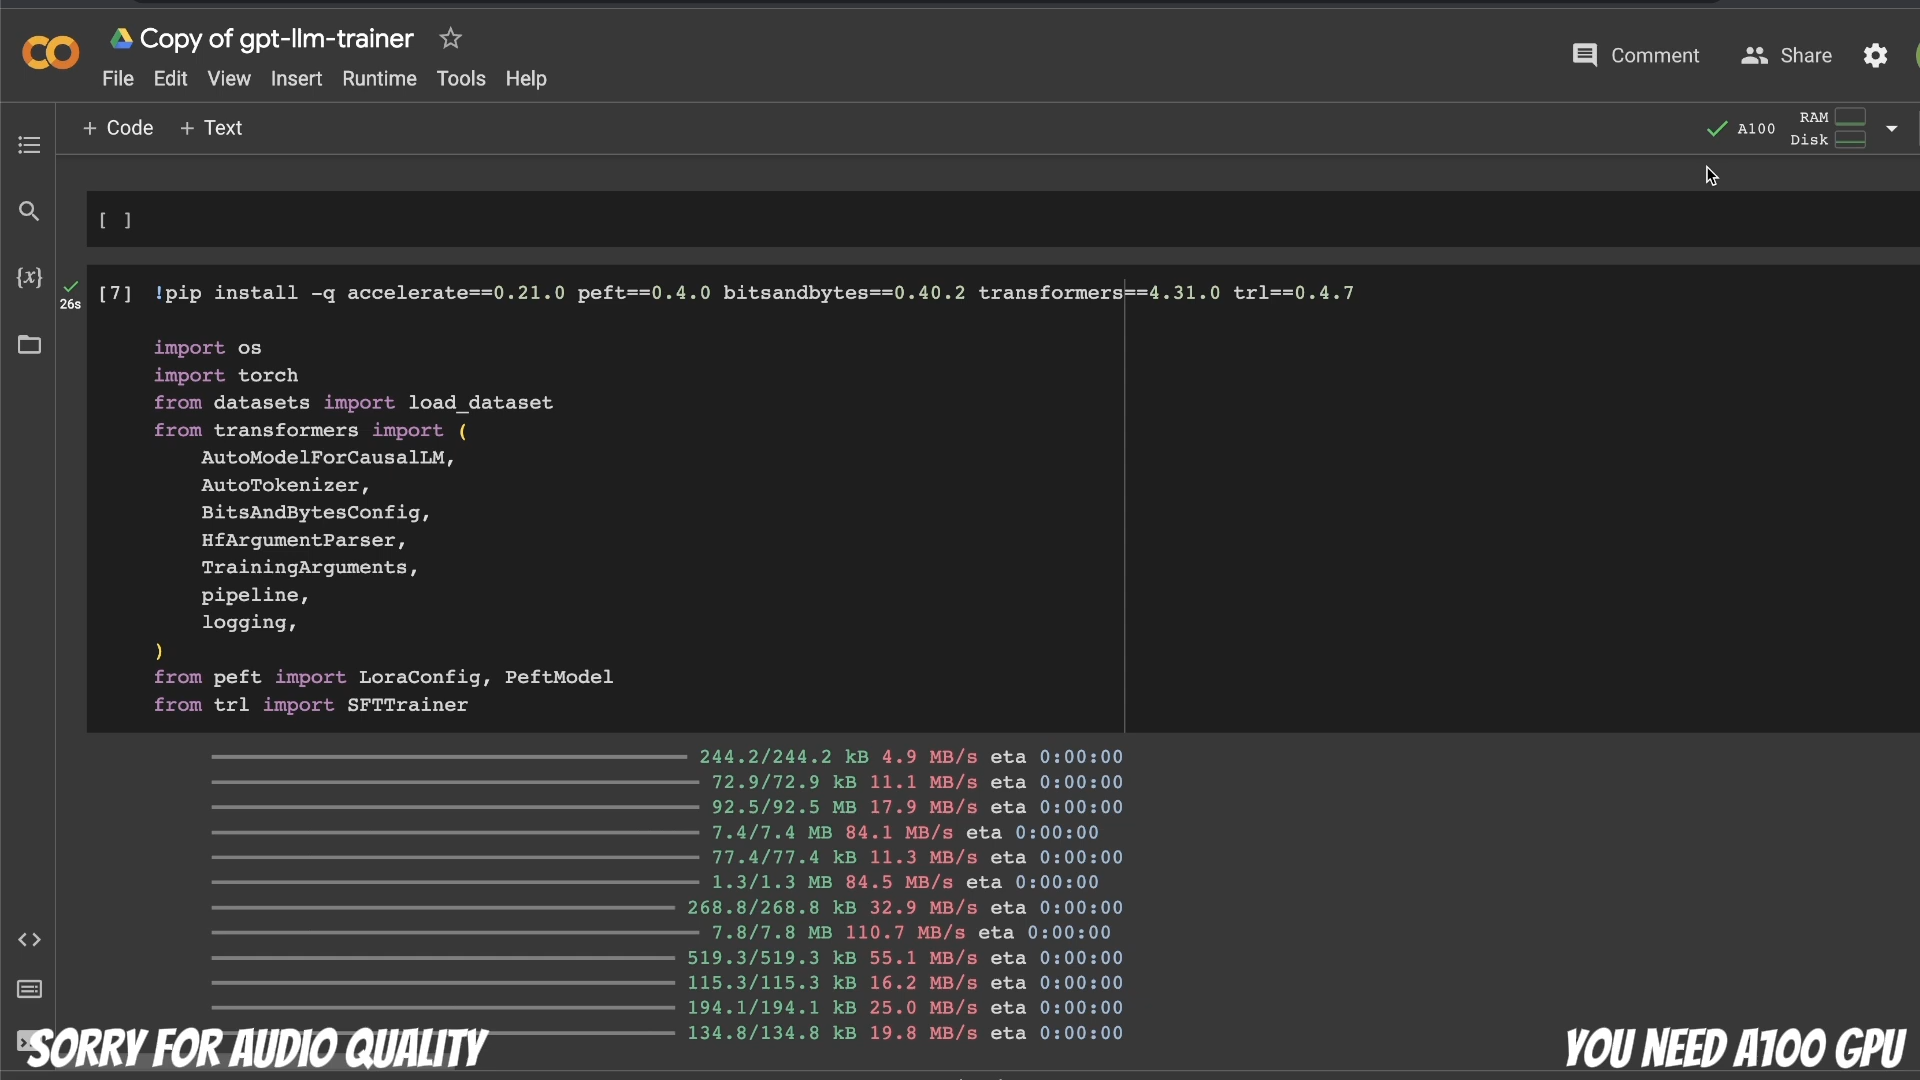 Copy of gpt-llm-trainer
File Edit View Insert Runtime Tools Help
Comment Share
+ Code + Text
A100 RAM Disk
[ ]
26s
[7] !pip install -q accelerate==0.21.0 peft==0.4.0 bitsandbytes==0.40.2 transformers==4.31.0 trl==0.4.7
import os
import torch
from datasets import load_dataset
from transformers import (
AutoModelForCausalLM,
AutoTokenizer,
BitsAndBytesConfig,
HfArgumentParser,
TrainingArguments,
pipeline,
logging,
)
from peft import LoraConfig, PeftModel
from trl import SFTTrainer
244.2/244.2 kB 4.9 MB/s eta 0:00:00
72.9/72.9 kB 11.1 MB/s eta 0:00:00
92.5/92.5 MB 17.9 MB/s eta 0:00:00
7.4/7.4 MB 84.1 MB/s eta 0:00:00
77.4/77.4 kB 11.3 MB/s eta 0:00:00
1.3/1.3 MB 84.5 MB/s eta 0:00:00
268.8/268.8 kB 32.9 MB/s eta 0:00:00
7.8/7.8 MB 110.7 MB/s eta 0:00:00
519.3/519.3 kB 55.1 MB/s eta 0:00:00
115.3/115.3 kB 16.2 MB/s eta 0:00:00
194.1/194.1 kB 25.0 MB/s eta 0:00:00
134.8/134.8 kB 19.8 MB/s eta 0:00:00
SORRY FOR AUDIO QUALITY
YOU NEED A100 GPU